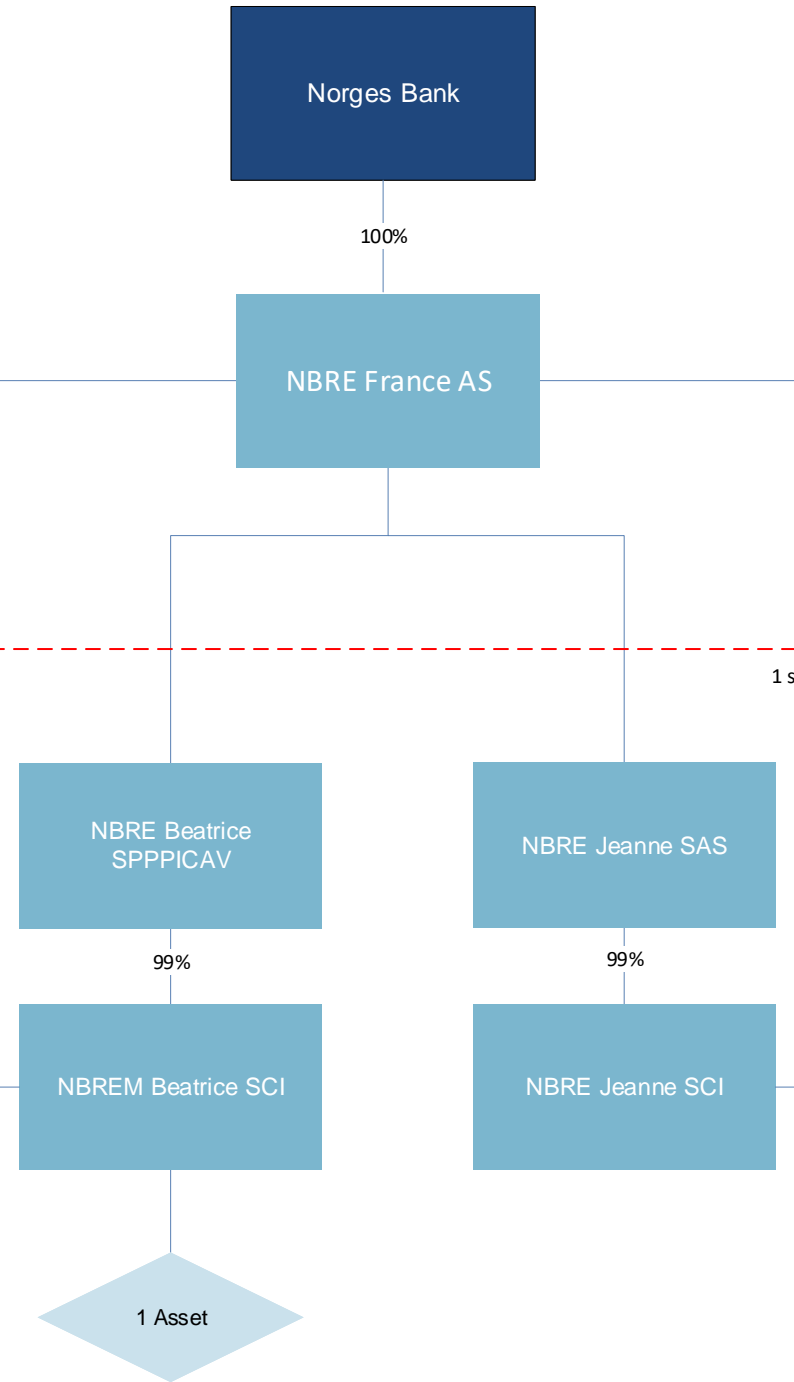 Norges Bank
100%
NBRE France AS
1 s
NBRE Beatrice
SPPPICAV
NBRE Jeanne SAS
99%
99%
NBREM Beatrice SCI
NBRE Jeanne SCI
1 Asset